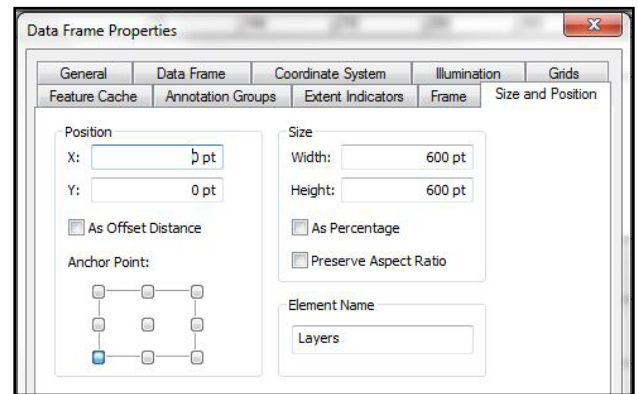 Data Frame Properties
General Data Frame Coordinate System Illumination Grids
Feature Cache Annotation Groups Extent Indicators Frame Size and Position
Position
X: 0 pt
Y: 0 pt
As Offset Distance
Anchor Point:
Size
Width: 600 pt
Height: 600 pt
As Percentage
Preserve Aspect Ratio
Element Name
Layers